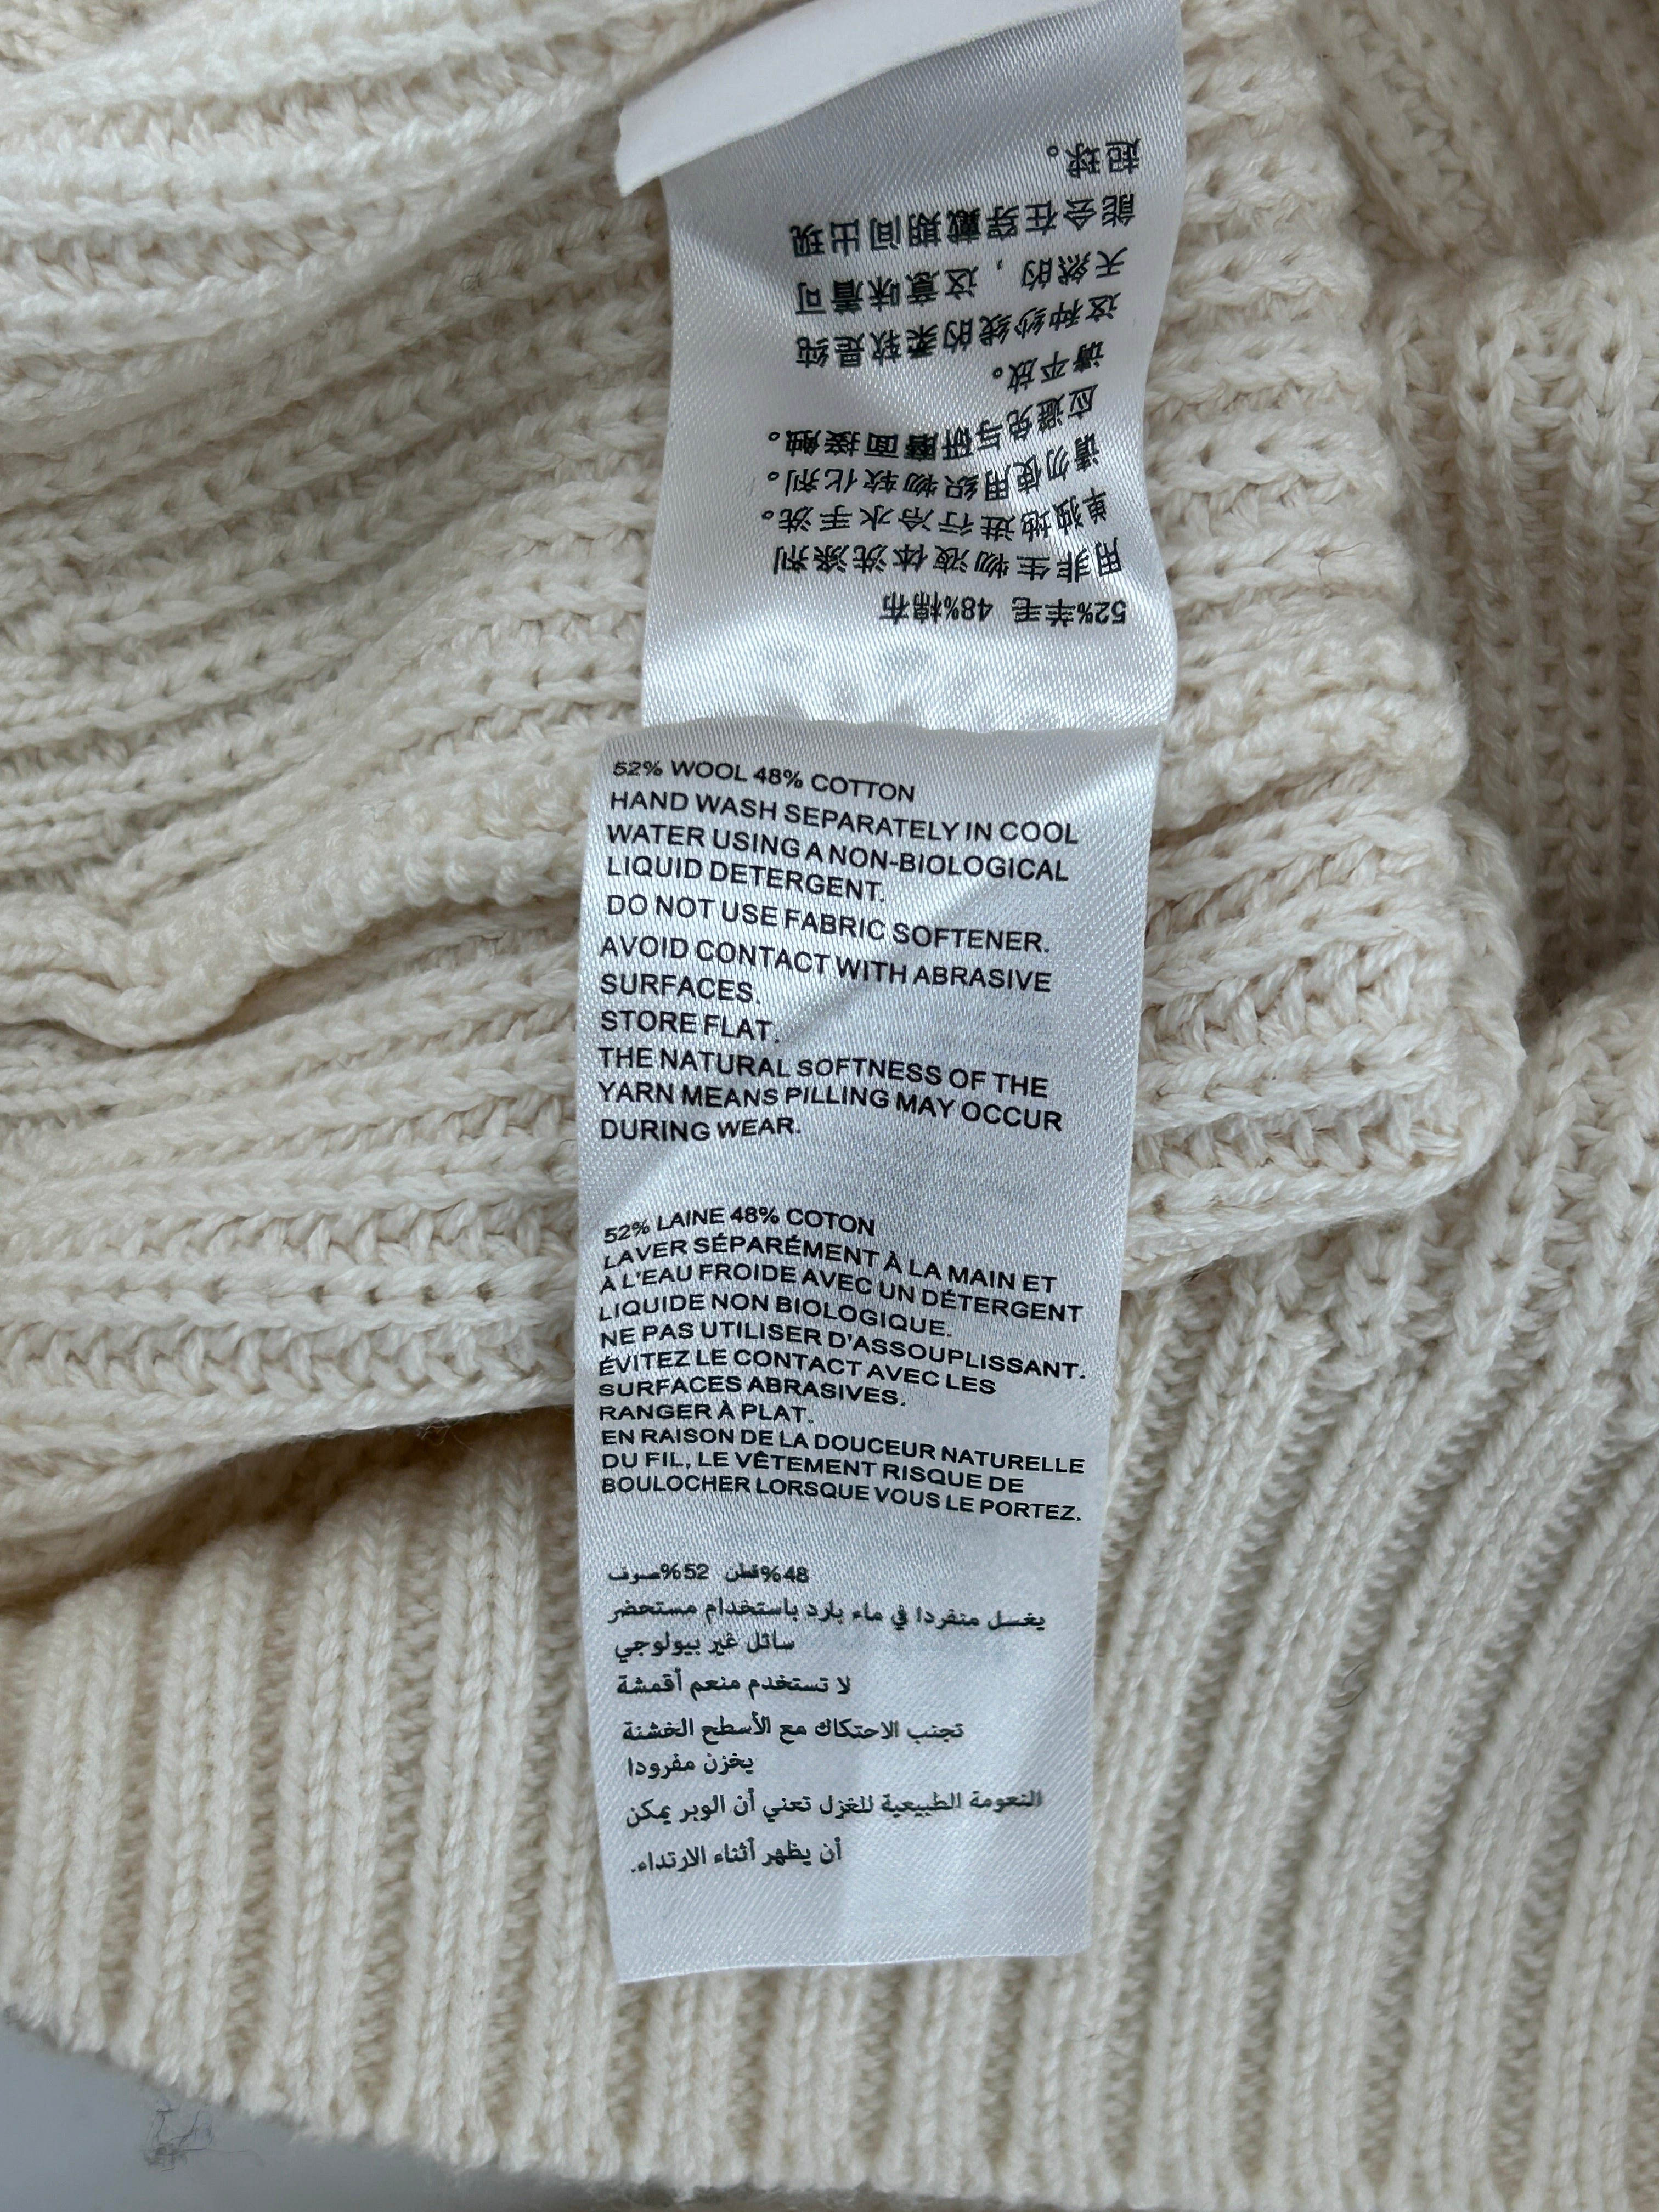 52%羊毛 48%棉布
用非生物液体洗涤剂
单独地进行冷水手洗。
请勿使用织物软化剂。
应避免与研磨面接触。
请平放。
这种纱线的柔软是纯
天然的，这意味着可
能会在穿戴期间出现
起球。
52% WOOL 48% COTTON
HAND WASH SEPARATELY IN COOL
WATER USING A NON-BIOLOGICAL
LIQUID DETERGENT.
DO NOT USE FABRIC SOFTENER.
AVOID CONTACT WITH ABRASIVE
SURFACES.
STORE FLAT.
THE NATURAL SOFTNESS OF THE
YARN MEANS PILLING MAY OCCUR
DURING WEAR.
52% LAINE 48% COTON
LAVER SÉPARÉMENT À LA MAIN ET
À L'EAU FROIDE AVEC UN DÉTERGENT
LIQUIDE NON BIOLOGIQUE.
NE PAS UTILISER D'ASSOUPLISSANT.
ÉVITEZ LE CONTACT AVEC LES
SURFACES ABRASIVES.
RANGER À PLAT.
EN RAISON DE LA DOUCEUR NATURELLE
DU FIL, LE VÊTEMENT RISQUE DE
BOULOCHER LORSQUE VOUS LE PORTEZ.
48%قطن 52%صوف
يغسل منفردا في ماء بارد باستخدام مستحضر
سائل غير بيولوجي
لا تستخدم منعم أقمشة
تجنب الاحتكاك مع الأسطح الخشنة
يخزن مفرودا
النعومة الطبيعية للغزل تعني أن الوبر يمكن
أن يظهر أثناء الارتداء.